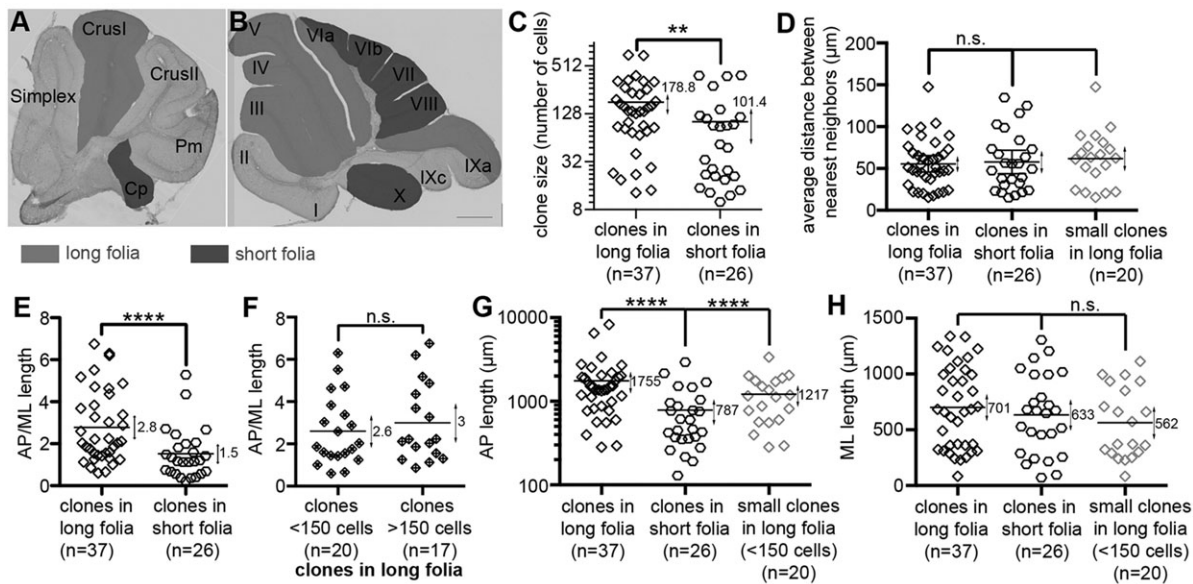 A
CrusI
CrusII
Simplex
Pm
Cp
B
V
VIa
VIb
IV
VII
III
VIII
II
IXa
X
IXc
I
long folia
short folia
C
**
clone size (number of cells)
512
128
32
8
178.8
101.4
clones in
long folia
(n=37)
clones in
short folia
(n=26)
D
n.s.
average distance between
nearest neighbors (µm)
200
150
100
50
0
clones in
long folia
(n=37)
clones in
short folia
(n=26)
small clones
in long folia
(n=20)
E
****
AP/ML length
8
6
4
2
0
2.8
1.5
clones in
long folia
(n=37)
clones in
short folia
(n=26)
F
n.s.
AP/ML length
8
6
4
2
0
2.6
3
clones
<150 cells
(n=20)
clones
>150 cells
(n=17)
clones in long folia
G
****
****
AP length (µm)
10000
1000
100
1755
787
1217
clones in
long folia
(n=37)
clones in
short folia
(n=26)
small clones
in long folia
(<150 cells)
(n=20)
H
n.s.
ML length (µm)
1500
1000
500
0
701
633
562
clones in
long folia
(n=37)
clones in
short folia
(n=26)
small clones
in long folia
(<150 cells)
(n=20)